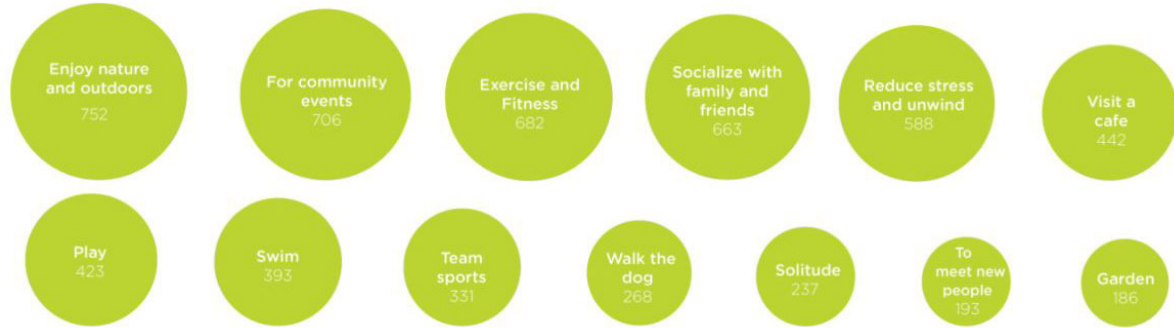 Enjoy nature
and outdoors
752
For community
events
706
Exercise and
Fitness
682
Socialize with
family and
friends
663
Reduce stress
and unwind
588
Visit a
cafe
442
Play
423
Swim
393
Team
sports
331
Walk the
dog
268
Solitude
237
To
meet new
people
193
Garden
186